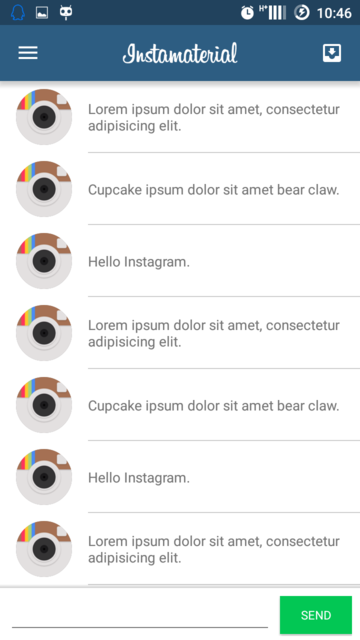 H+ 10:46
Instamaterial
Lorem ipsum dolor sit amet, consectetur
adipisicing elit.
Cupcake ipsum dolor sit amet bear claw.
Hello Instagram.
Lorem ipsum dolor sit amet, consectetur
adipisicing elit.
Cupcake ipsum dolor sit amet bear claw.
Hello Instagram.
Lorem ipsum dolor sit amet, consectetur
adipisicing elit.
SEND